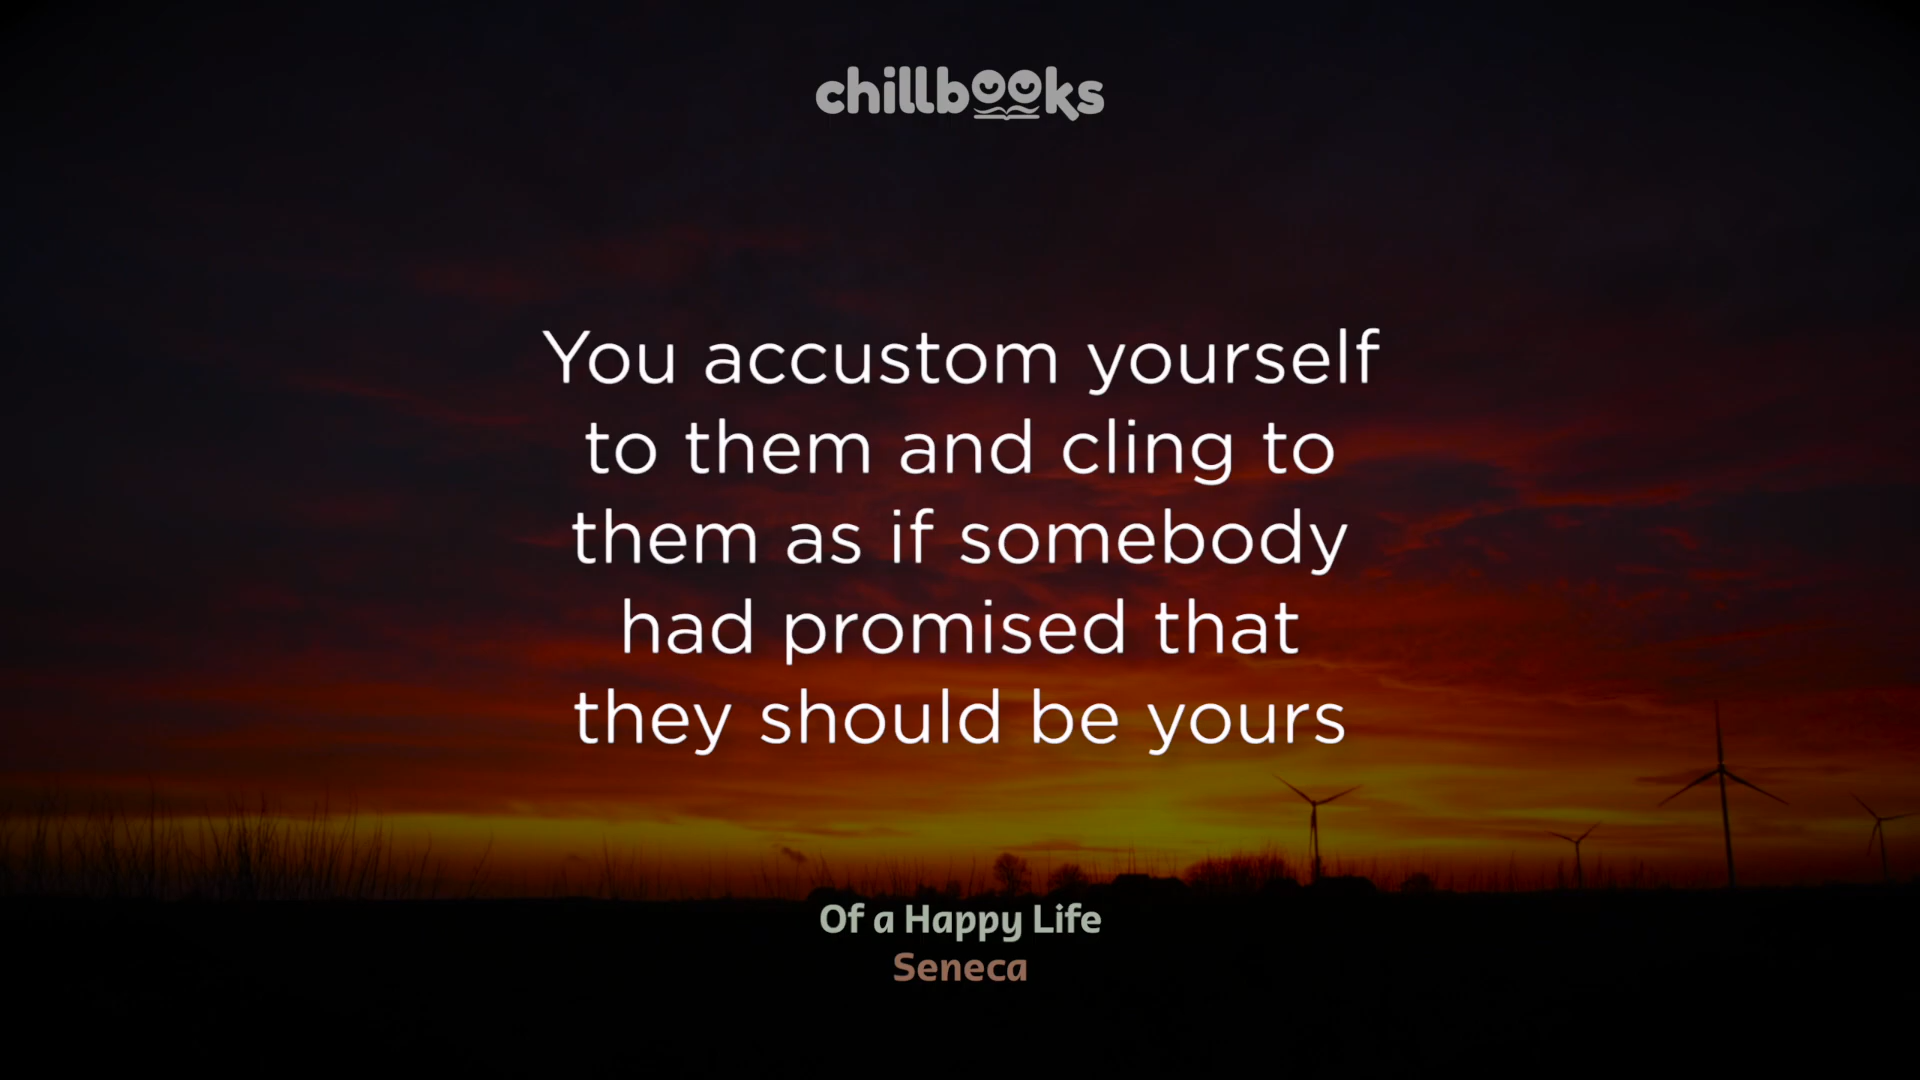 chillbooks
You accustom yourself
to them and cling to
them as if somebody
had promised that
they should be yours
Of a Happy Life
Seneca